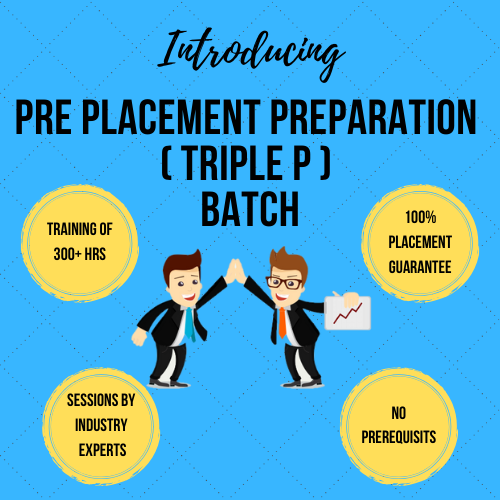 Introducing
PRE PLACEMENT PREPARATION
( TRIPLE P )
BATCH
TRAINING OF
300+ HRS
100%
PLACEMENT
GUARANTEE
SESSIONS BY
INDUSTRY
EXPERTS
NO
PREREQUISITS